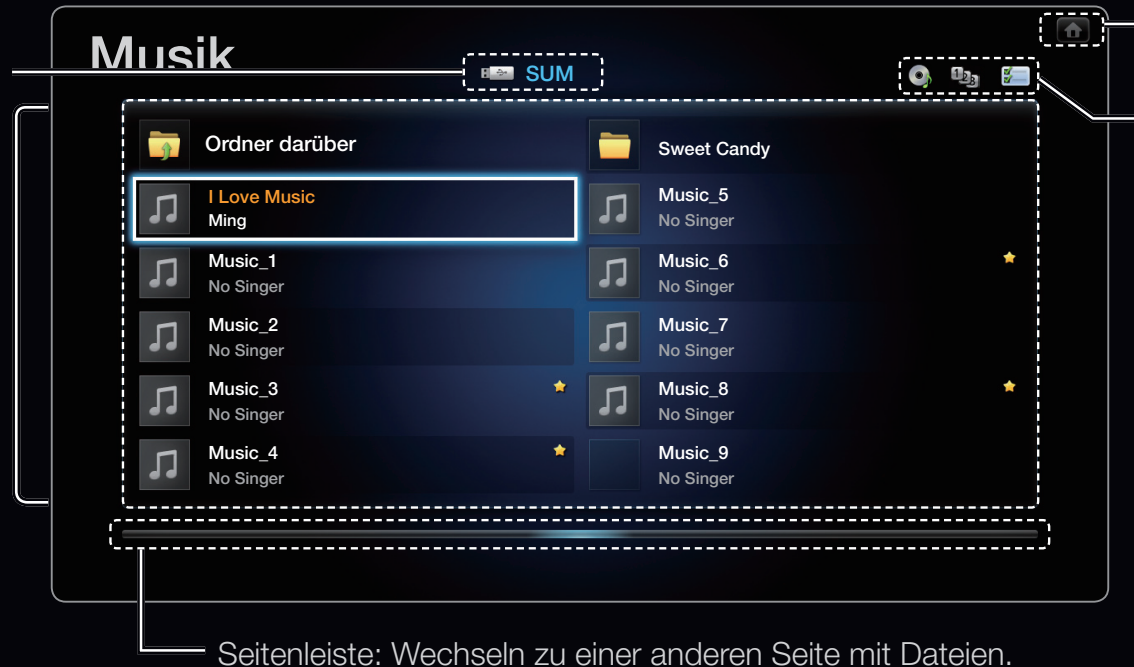 Musik
SUM
Ordner darüber
I Love Music
Ming
Music_1
No Singer
Music_2
No Singer
Music_3
No Singer
Music_4
No Singer
Sweet Candy
Music_5
No Singer
Music_6
No Singer
Music_7
No Singer
Music_8
No Singer
Music_9
No Singer
Seitenleiste: Wechseln zu einer anderen Seite mit Dateien.